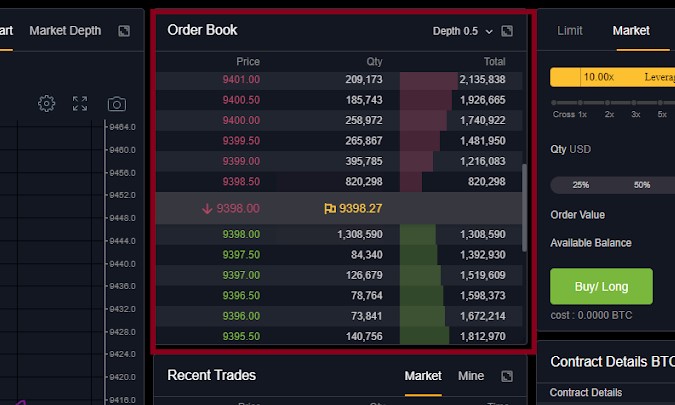 art Market Depth
9464.0
9460.0
9456.0
9452.0
9448.0
9444.0
9440.0
9436.0
9432.0
9428.0
9424.0
9420.0
9416.0
Order Book Depth 0.5
Price Qty Total
9401.00 209,173 2,135,838
9400.50 185,743 1,926,665
9400.00 258,972 1,740,922
9399.50 265,867 1,481,950
9399.00 395,785 1,216,083
9398.50 820,298 820,298
9398.00 9398.27
9398.00 1,308,590 1,308,590
9397.50 84,340 1,392,930
9397.00 126,679 1,519,609
9396.50 78,764 1,598,373
9396.00 73,841 1,672,214
9395.50 140,756 1,812,970
Recent Trades Market Mine
Price Qty Time
Limit Market
10.00x Leverag
Cross 1x 2x 3x 5x
Qty USD
25% 50%
Order Value
Available Balance
Buy/ Long
cost : 0.0000 BTC
Contract Details BTC
Contract Details